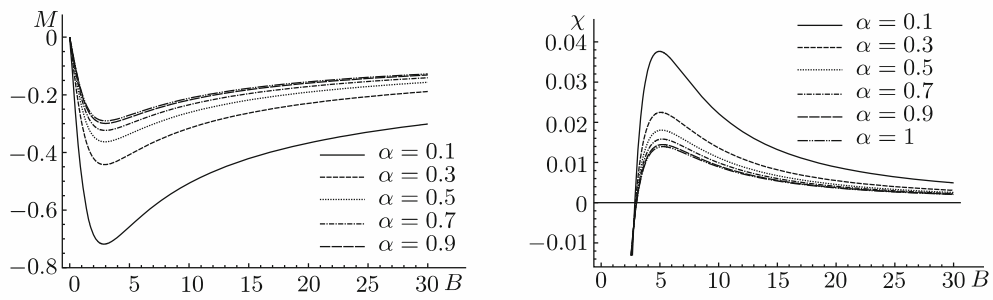 M
0
−0.2
−0.4
−0.6
−0.8
α = 0.1
α = 0.3
α = 0.5
α = 0.7
α = 0.9
0 5 10 15 20 25 30 B
χ
0.04
0.03
0.02
0.01
0
−0.01
α = 0.1
α = 0.3
α = 0.5
α = 0.7
α = 0.9
α = 1
0 5 10 15 20 25 30 B